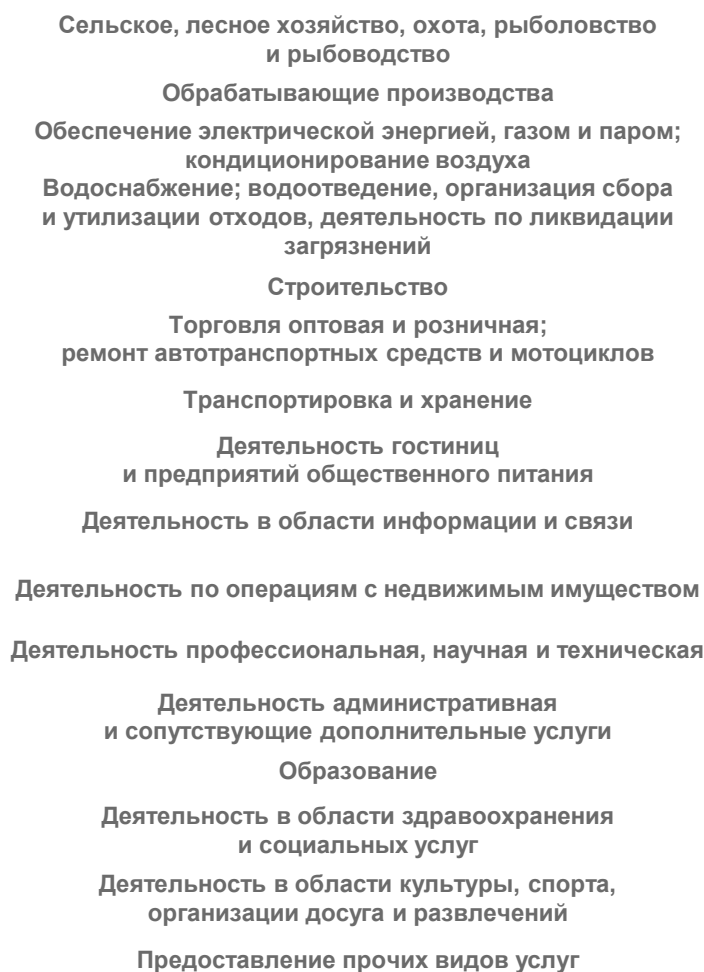 Сельское, лесное хозяйство, охота, рыболовство
и рыбоводство
Обрабатывающие производства
Обеспечение электрической энергией, газом и паром;
кондиционирование воздуха
Водоснабжение; водоотведение, организация сбора
и утилизации отходов, деятельность по ликвидации
загрязнений
Строительство
Торговля оптовая и розничная;
ремонт автотранспортных средств и мотоциклов
Транспортировка и хранение
Деятельность гостиниц
и предприятий общественного питания
Деятельность в области информации и связи
Деятельность по операциям с недвижимым имуществом
Деятельность профессиональная, научная и техническая
Деятельность административная
и сопутствующие дополнительные услуги
Образование
Деятельность в области здравоохранения
и социальных услуг
Деятельность в области культуры, спорта,
организации досуга и развлечений
Предоставление прочих видов услуг